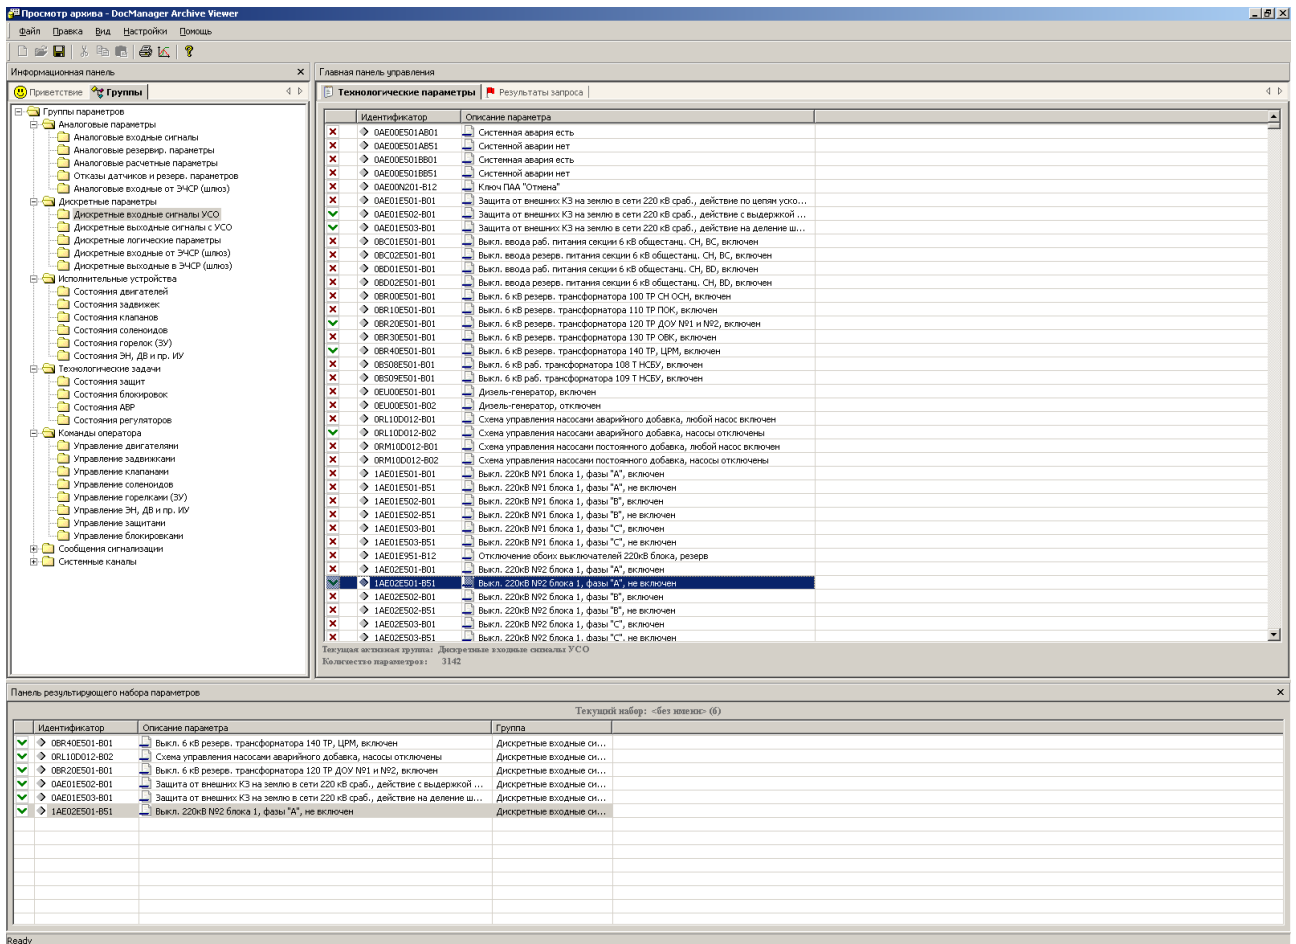 Просмотр архива - DocManager Archive Viewer
Файл Правка Вид Настройки Помощь
Информационная панель
Приветствие Группы
Группы параметров
Аналоговые параметры
Аналоговые входные сигналы
Аналоговые резервир. параметры
Аналоговые расчетные параметры
Отказы датчиков и резерв. параметров
Аналоговые входные от ЭЧСР (шлюз)
Дискретные параметры
Дискретные входные сигналы УСО
Дискретные выходные сигналы с УСО
Дискретные логические параметры
Дискретные входные от ЭЧСР (шлюз)
Дискретные выходные в ЭЧСР (шлюз)
Исполнительные устройства
Состояния двигателей
Состояния задвижек
Состояния клапанов
Состояния соленоидов
Состояния горелок (ЗУ)
Состояния ЭН, ДВ и пр. ИУ
Технологические задачи
Состояния защит
Состояния блокировок
Состояния АВР
Состояния регуляторов
Команды оператора
Управление двигателями
Управление задвижками
Управление клапанами
Управление соленоидов
Управление горелками (ЗУ)
Управление ЭН, ДВ и пр. ИУ
Управление защитами
Управление блокировками
Сообщения сигнализации
Системные каналы
Главная панель управления
Технологические параметры Результаты запроса
Идентификатор Описание параметра
0AE00E501AB01 Системная авария есть
0AE00E501AB51 Системной аварии нет
0AE00E501BB01 Системная авария есть
0AE00E501BB51 Системной аварии нет
0AE00N201-B12 Ключ ПАА "Отмена"
0AE01E501-B01 Защита от внешних КЗ на землю в сети 220 кВ сраб., действие по цепям уско...
0AE01E502-B01 Защита от внешних КЗ на землю в сети 220 кВ сраб., действие с выдержкой ...
0AE01E503-B01 Защита от внешних КЗ на землю в сети 220 кВ сраб., действие на деление ш...
0BC01E501-B01 Выкл. ввода раб. питания секции 6 кВ общестанц. СН, BC, включен
0BC02E501-B01 Выкл. ввода резерв. питания секции 6 кВ общестанц. СН, BC, включен
0BD01E501-B01 Выкл. ввода раб. питания секции 6 кВ общестанц. СН, BD, включен
0BD02E501-B01 Выкл. ввода резерв. питания секции 6 кВ общестанц. СН, BD, включен
0BR00E501-B01 Выкл. 6 кВ резерв. трансформатора 100 ТР СН ОСН, включен
0BR10E501-B01 Выкл. 6 кВ резерв. трансформатора 110 ТР ПОК, включен
0BR20E501-B01 Выкл. 6 кВ резерв. трансформатора 120 ТР ДОУ №1 и №2, включен
0BR30E501-B01 Выкл. 6 кВ резерв. трансформатора 130 ТР ОВК, включен
0BR40E501-B01 Выкл. 6 кВ резерв. трансформатора 140 ТР, ЦРМ, включен
0BS08E501-B01 Выкл. 6 кВ раб. трансформатора 108 Т НСБУ, включен
0BS09E501-B01 Выкл. 6 кВ раб. трансформатора 109 Т НСБУ, включен
0EU00E501-B01 Дизель-генератор, включен
0EU00E501-B02 Дизель-генератор, отключен
0RL10D012-B01 Схема управления насосами аварийного добавка, любой насос включен
0RL10D012-B02 Схема управления насосами аварийного добавка, насосы отключены
0RM10D012-B01 Схема управления насосами постоянного добавка, любой насос включен
0RM10D012-B02 Схема управления насосами постоянного добавка, насосы отключены
1AE01E501-B01 Выкл. 220кВ №1 блока 1, фазы "А", включен
1AE01E501-B51 Выкл. 220кВ №1 блока 1, фазы "А", не включен
1AE01E502-B01 Выкл. 220кВ №1 блока 1, фазы "В", включен
1AE01E502-B51 Выкл. 220кВ №1 блока 1, фазы "В", не включен
1AE01E503-B01 Выкл. 220кВ №1 блока 1, фазы "С", включен
1AE01E503-B51 Выкл. 220кВ №1 блока 1, фазы "С", не включен
1AE01E951-B12 Отключение обоих выключателей 220кВ блока, резерв
1AE02E501-B01 Выкл. 220кВ №2 блока 1, фазы "А", включен
1AE02E501-B51 Выкл. 220кВ №2 блока 1, фазы "А", не включен
1AE02E502-B01 Выкл. 220кВ №2 блока 1, фазы "В", включен
1AE02E502-B51 Выкл. 220кВ №2 блока 1, фазы "В", не включен
1AE02E503-B01 Выкл. 220кВ №2 блока 1, фазы "С", включен
1AE02E503-B51 Выкл. 220кВ №2 блока 1, фазы "С", не включен
Текущая активная группа: Дискретные входные сигналы УСО
Количество параметров: 3142
Панель результирующего набора параметров
Текущий набор: <без имени> (6)
Идентификатор Описание параметра Группа
0BR40E501-B01 Выкл. 6 кВ резерв. трансформатора 140 ТР, ЦРМ, включен Дискретные входные си...
0RL10D012-B02 Схема управления насосами аварийного добавка, насосы отключены Дискретные входные си...
0BR20E501-B01 Выкл. 6 кВ резерв. трансформатора 120 ТР ДОУ №1 и №2, включен Дискретные входные си...
0AE01E502-B01 Защита от внешних КЗ на землю в сети 220 кВ сраб., действие с выдержкой ... Дискретные входные си...
0AE01E503-B01 Защита от внешних КЗ на землю в сети 220 кВ сраб., действие на деление ш... Дискретные входные си...
1AE02E501-B51 Выкл. 220кВ №2 блока 1, фазы "А", не включен Дискретные входные си...
Ready